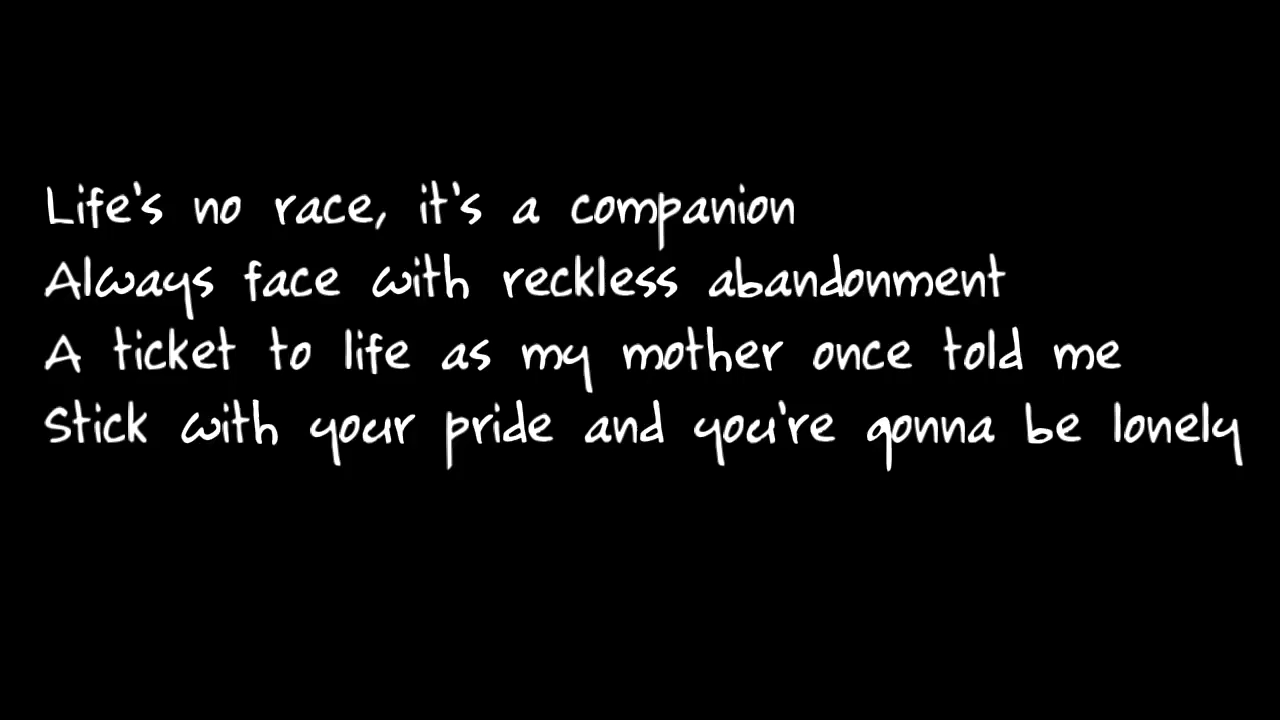 Life's no race, it's a companion
Always face with reckless abandonment
A ticket to life as my mother once told me
Stick with your pride and you're gonna be lonely